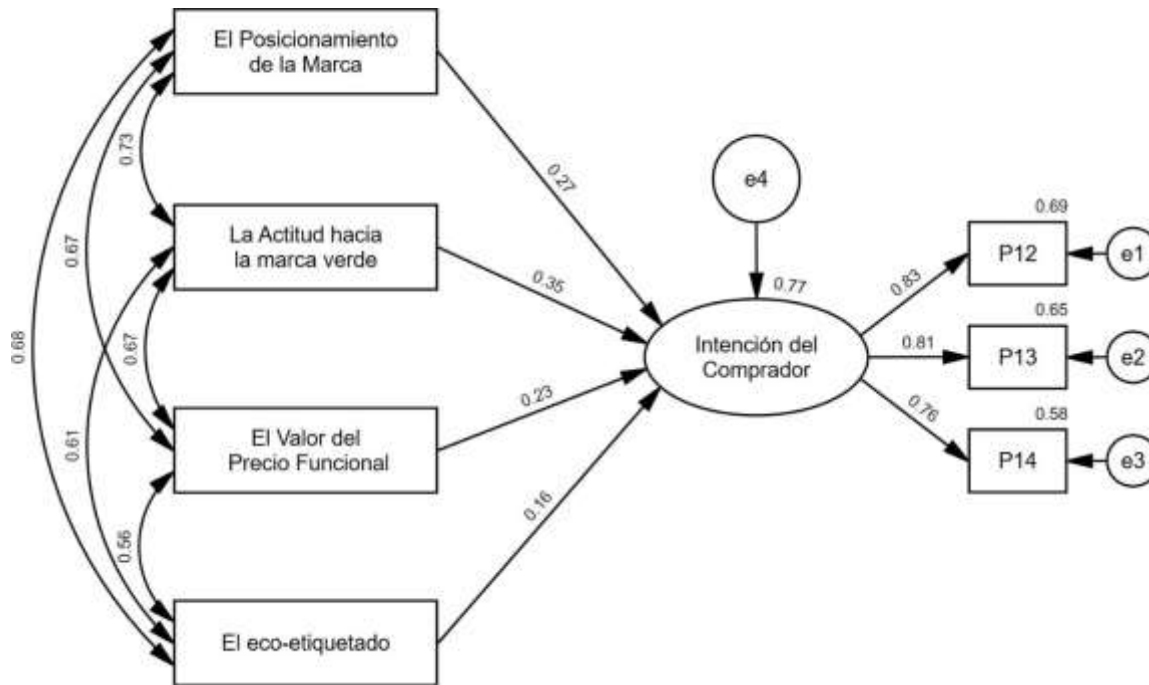 El Posicionamiento
de la Marca
0.73
0.27
e4
La Actitud hacia
la marca verde
0.67
0.35
0.77
0.69
P12
e1
0.83
0.68
0.67
Intención del
Comprador
0.81
0.65
P13
e2
0.23
0.76
0.58
P14
e3
0.61
El Valor del
Precio Funcional
0.16
0.56
El eco-etiquetado